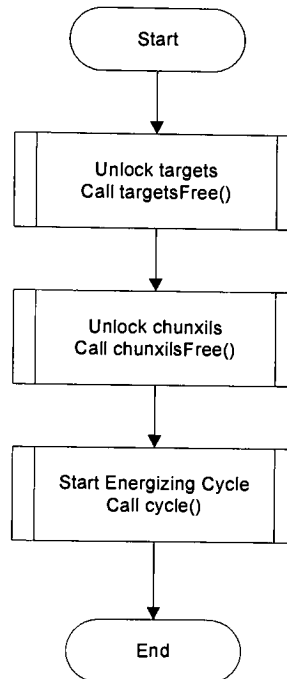 Start
Unlock targets
Call targetsFree()
Unlock chunxils
Call chunxilsFree()
Start Energizing Cycle
Call cycle()
End